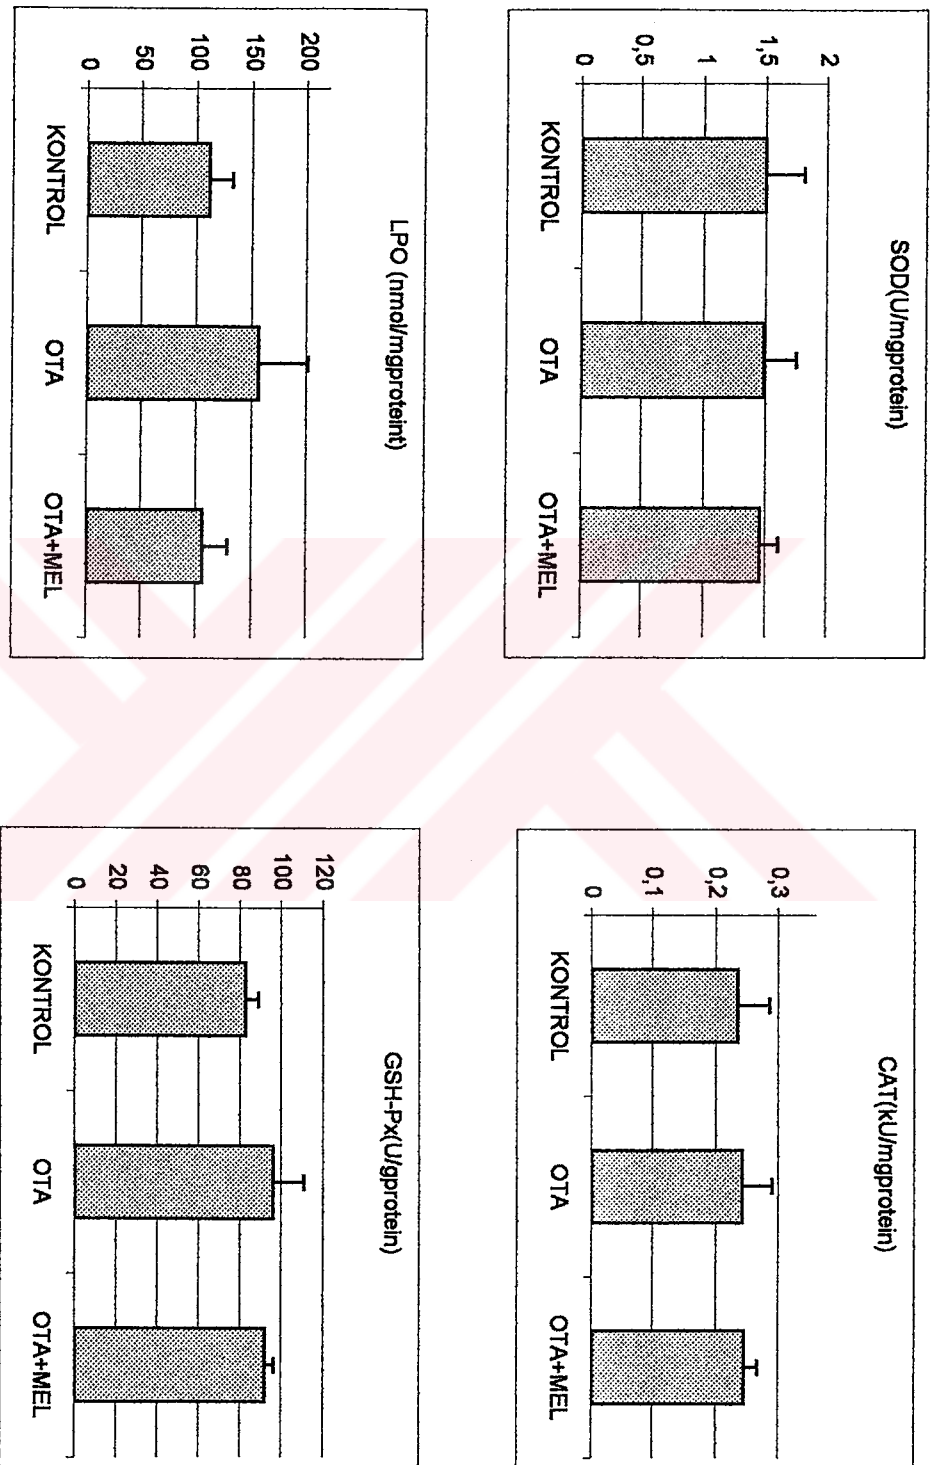 SOD(U/mgprotein)
2
1,5
1
0,5
0
KONTROL OTA OTA+MEL
CAT(kU/mgprotein)
0,3
0,2
0,1
0
KONTROL OTA OTA+MEL
LPO (nmol/mgproteint)
200
150
100
50
0
KONTROL OTA OTA+MEL
GSH-Px(U/gprotein)
120
100
80
60
40
20
0
KONTROL OTA OTA+MEL